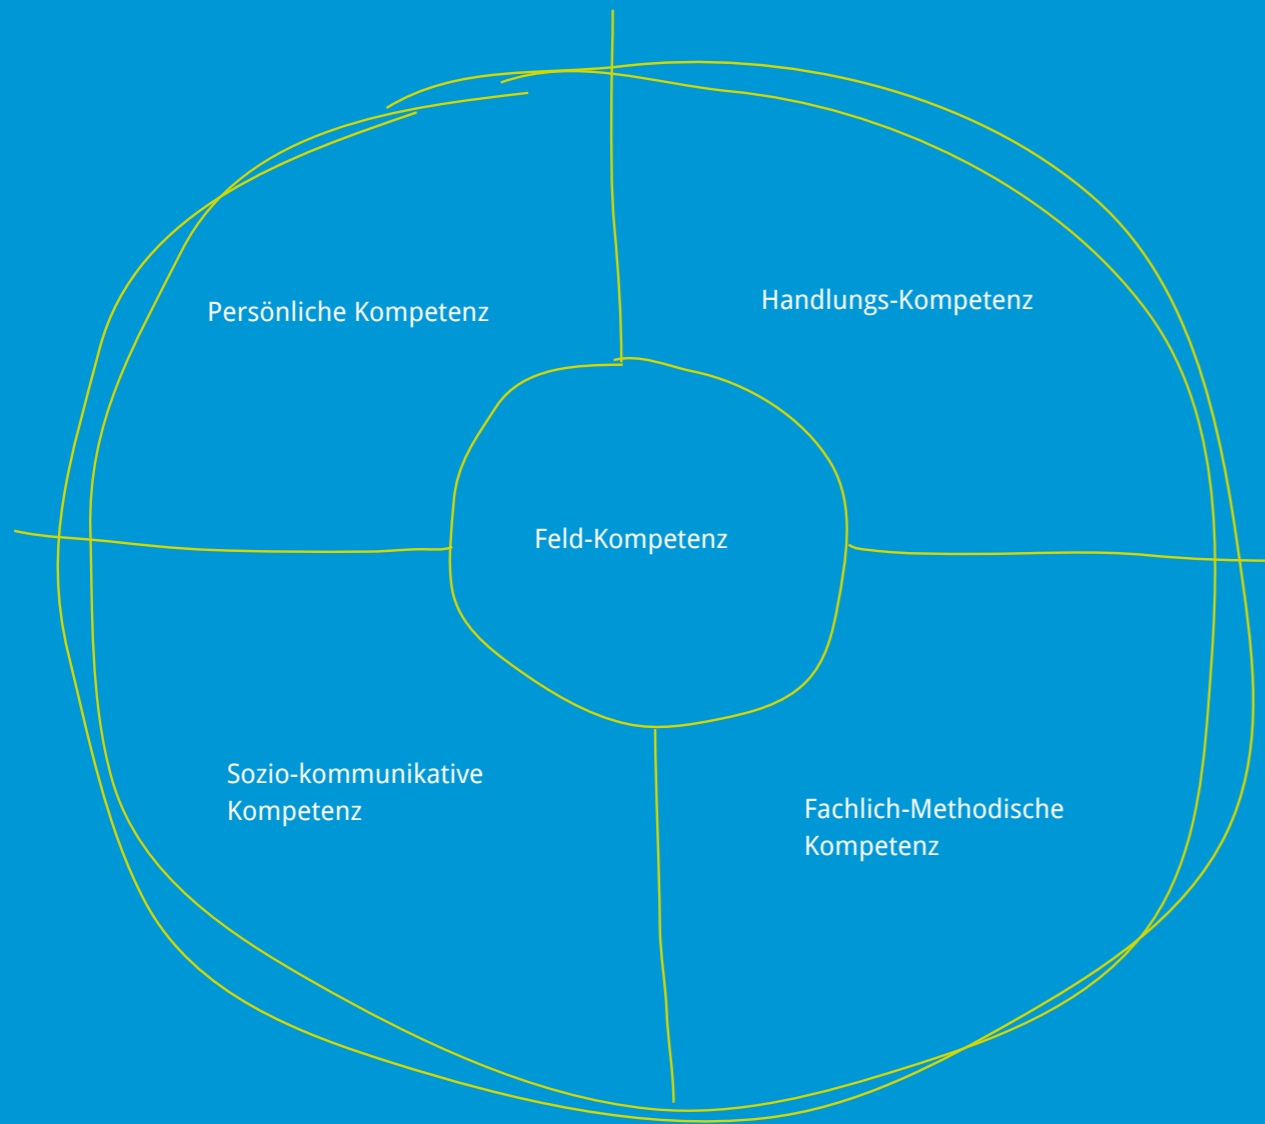 Persönliche Kompetenz
Handlungs-Kompetenz
Feld-Kompetenz
Sozio-kommunikative
Kompetenz
Fachlich-Methodische
Kompetenz